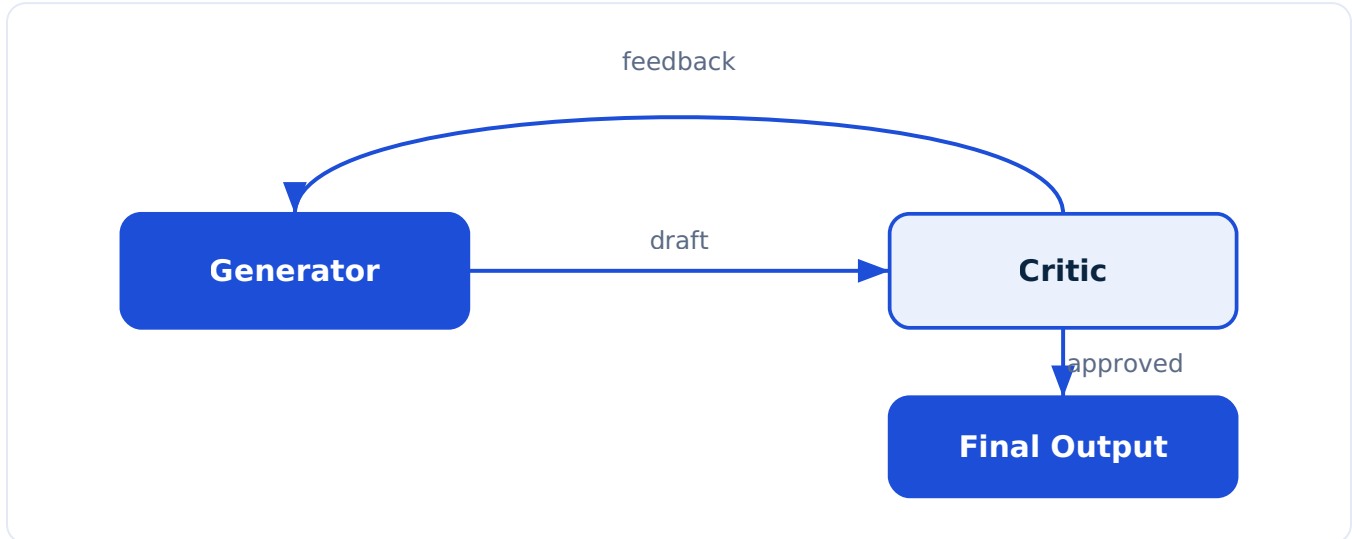 feedback
draft
Generator
Critic
approved
Final Output